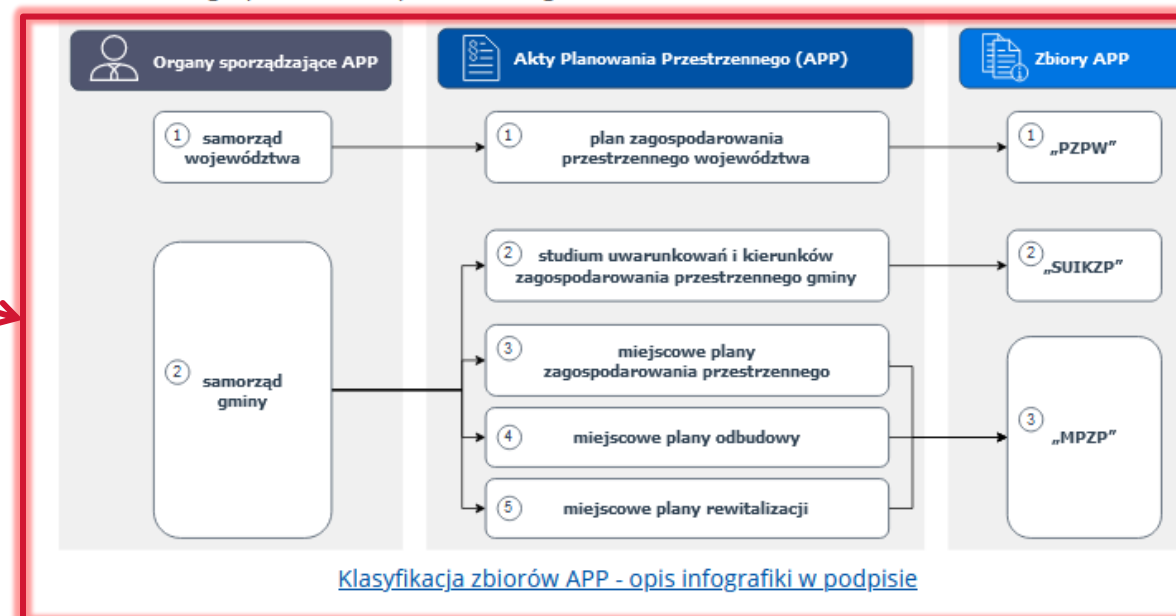 Organy sporządzające APP
Akty Planowania Przestrzennego (APP)
Zbiory APP
1 samorząd
województwa
1 plan zagospodarowania
przestrzennego województwa
1 „PZPW”
2 samorząd
gminy
2 studium uwarunkowań i kierunków
zagospodarowania przestrzennego gminy
2 „SUIKZP”
3 miejscowe plany
zagospodarowania przestrzennego
4 miejscowe plany odbudowy
5 miejscowe plany rewitalizacji
3 „MPZP”
Klasyfikacja zbiorów APP - opis infografiki w podpisie